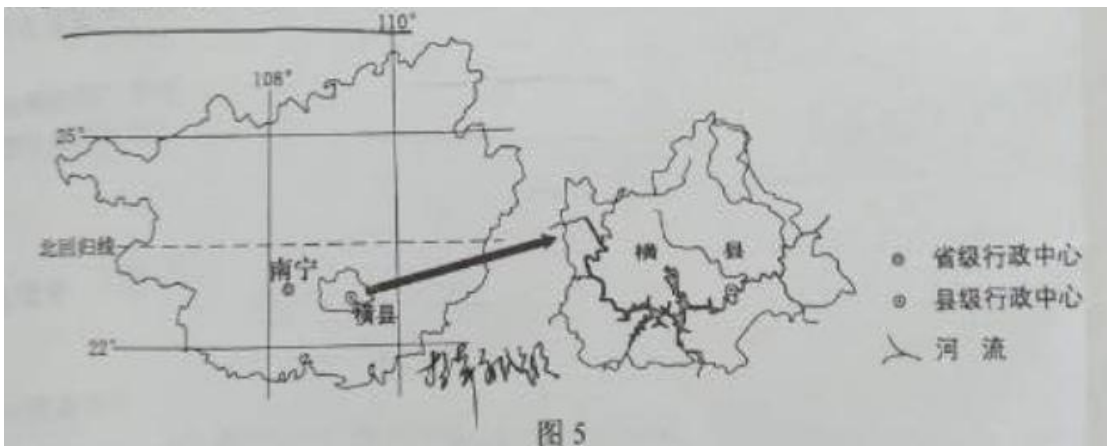 110°
108°
25°
北回归线
南宁
横县
22°
横 县
省级行政中心
县级行政中心
河 流
图 5